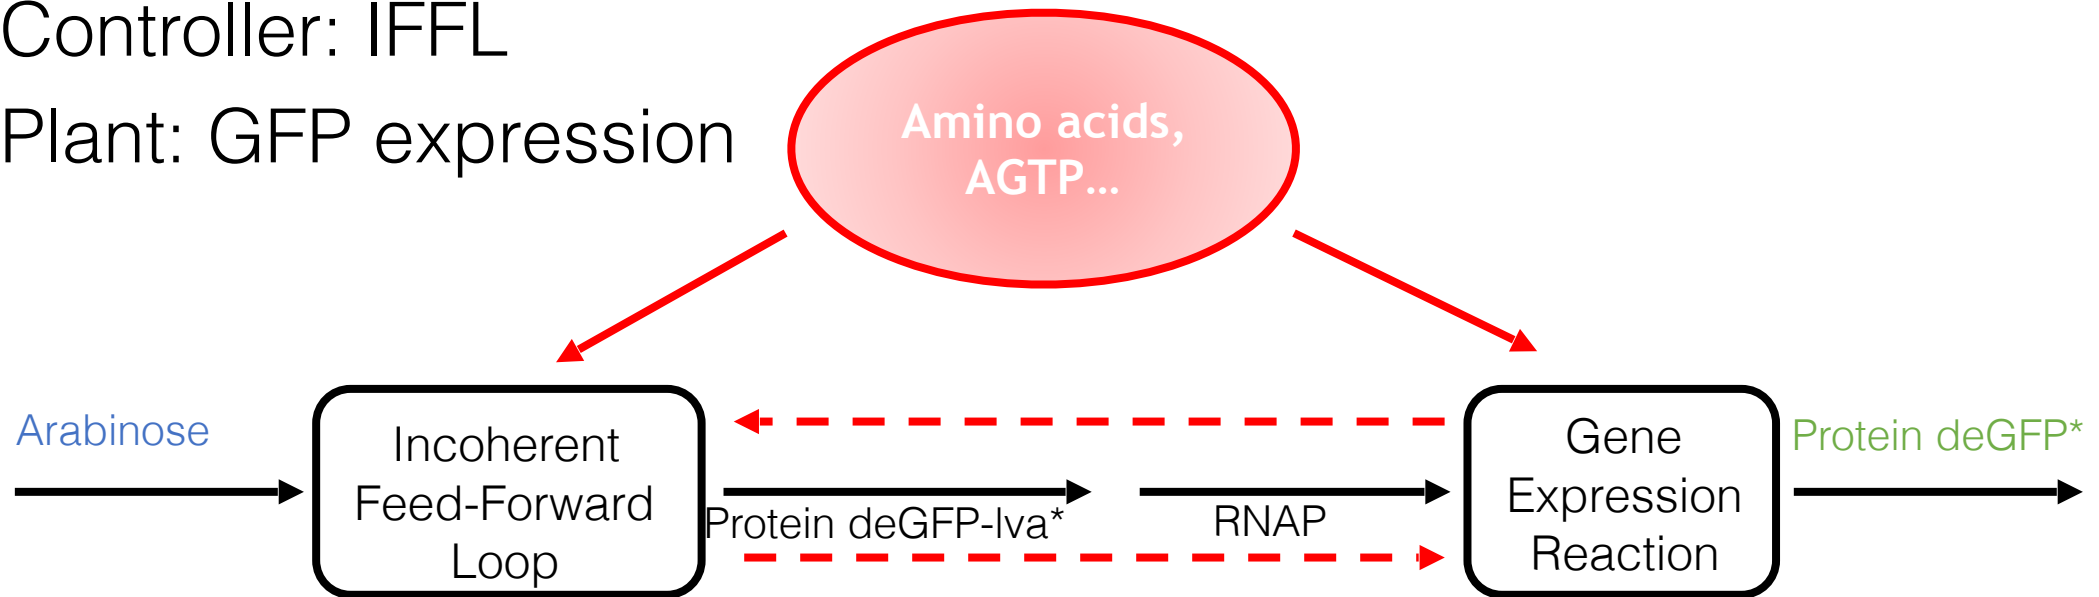 Controller: IFFL
Plant: GFP expression
Amino acids,
AGTP...
Arabinose
Incoherent
Feed-Forward
Loop
Protein deGFP-lva*
RNAP
Gene
Expression
Reaction
Protein deGFP*